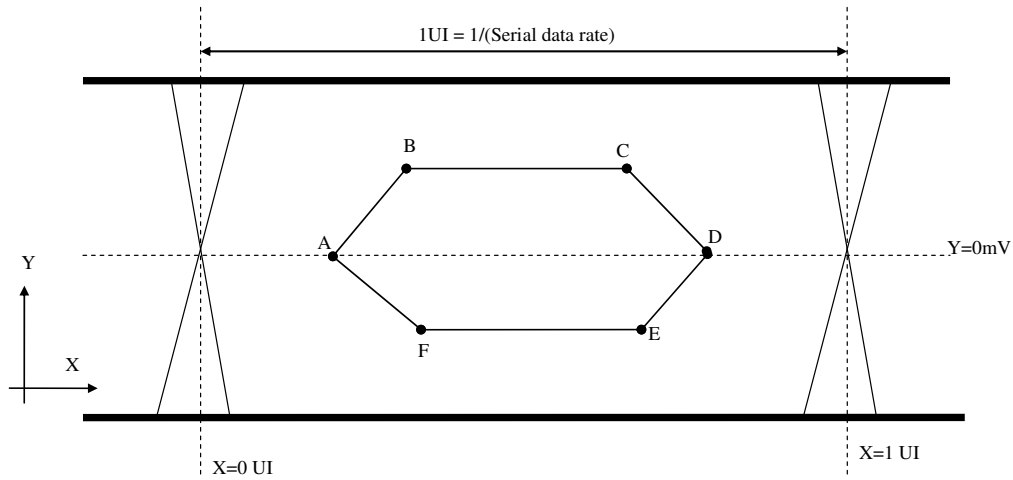 1UI = 1/(Serial data rate)
B
C
A
D
Y=0mV
Y
X
F
E
X=0 UI
X=1 UI